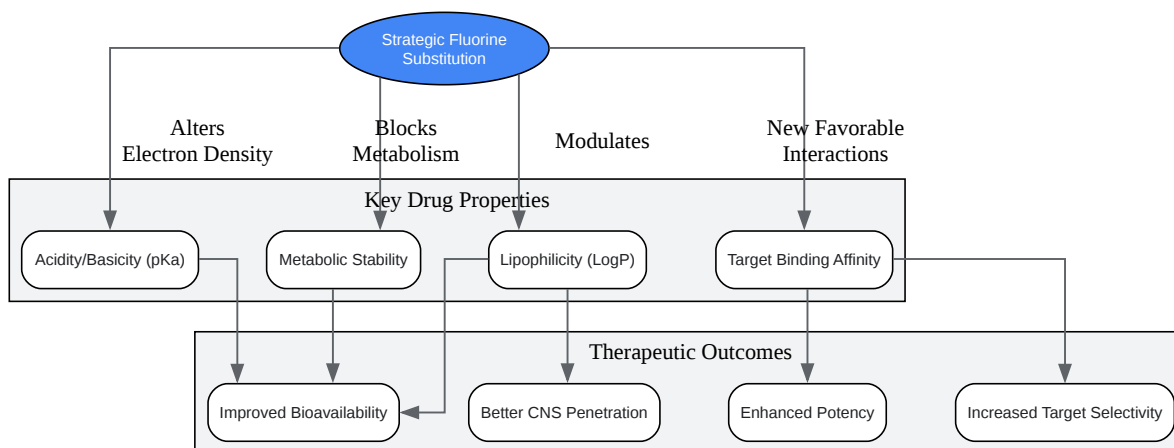 Strategic Fluorine
Substitution
Alters
Electron Density
Blocks
Metabolism
Modulates
New Favorable
Interactions
Key Drug Properties
Acidity/Basicity (pKa)
Metabolic Stability
Lipophilicity (LogP)
Target Binding Affinity
Therapeutic Outcomes
Improved Bioavailability
Better CNS Penetration
Enhanced Potency
Increased Target Selectivity